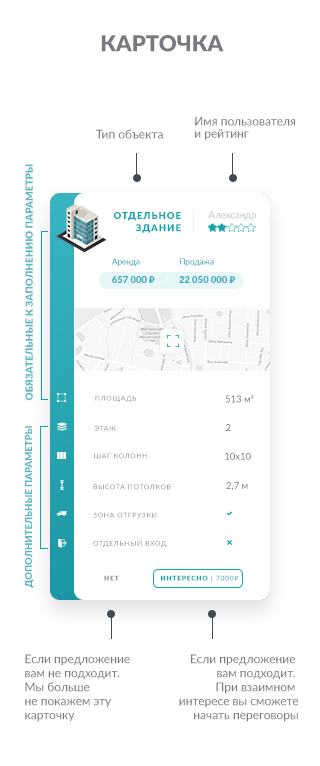 КАРТОЧКА
Тип объекта
Имя пользователя
и рейтинг
ОБЯЗАТЕЛЬНЫЕ К ЗАПОЛНЕНИЮ ПАРАМЕТРЫ
ОТДЕЛЬНОЕ
ЗДАНИЕ
Александр
Аренда
Продажа
657 000 ₽
22 050 000 ₽
ПЛОЩАДЬ
513 м²
ДОПОЛНИТЕЛЬНЫЕ ПАРАМЕТРЫ
ЭТАЖ
2
ШАГ КОЛОНН
10x10
ВЫСОТА ПОТОЛКОВ
2,7 м
ЗОНА ОТГРУЗКИ
ОТДЕЛЬНЫЙ ВХОД
НЕТ
ИНТЕРЕСНО | 7000₽
Если предложение
вам не подходит.
Мы больше
не покажем эту
карточку
Если предложение
вам подходит.
При взаимном
интересе вы сможете
начать переговоры